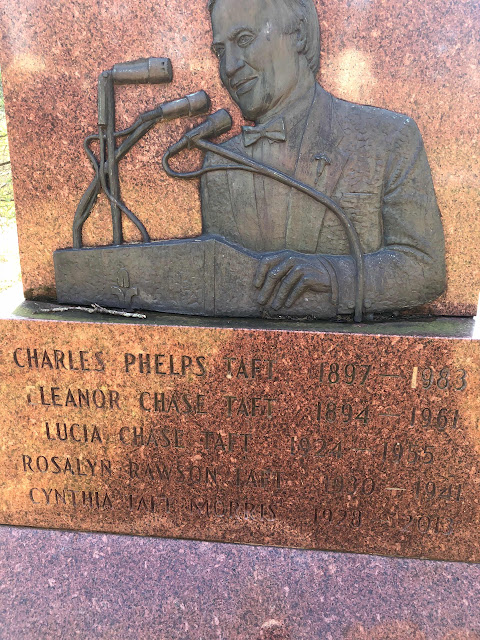 CHARLES PHELPS TAFT 1897 — 1983
ELEANOR CHASE TAFT 1894 — 1961
LUCIA CHASE TAFT 1924 — 1955
ROSALYN RAWSON TAFT 1930 — 1941
CYNTHIA TAFT MORRIS 1928